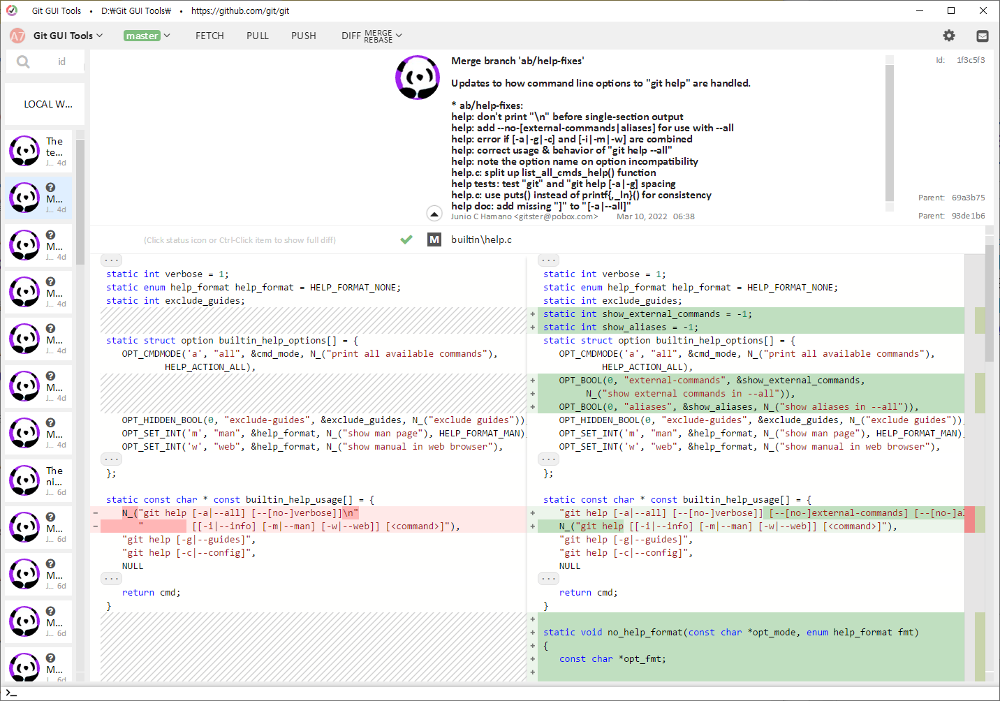 Git GUI Tools • D:₩Git GUI Tools₩ • https://github.com/git/git
A7 Git GUI Tools master FETCH PULL PUSH DIFF MERGE REBASE
id
LOCAL W...
The te... J... 4d
M... J... 4d
M... J... 4d
M... J... 4d
M... J... 4d
M... J... 4d
M... J... 4d
The ni... J... 6d
M... J... 6d
M... J... 6d
M... J... 6d
M... J... 6d
Merge branch 'ab/help-fixes'
Updates to how command line options to "git help" are handled.
* ab/help-fixes:
help: don't print "\n" before single-section output
help: add --no-[external-commands|aliases] for use with --all
help: error if [-a|-g|-c] and [-i|-m|-w] are combined
help: correct usage & behavior of "git help --all"
help: note the option name on option incompatibility
help.c: split up list_all_cmds_help() function
help tests: test "git" and "git help [-a|-g] spacing
help.c: use puts() instead of printf{,_ln}() for consistency
help doc: add missing "]" to "[-a|--all]"
Junio C Hamano <gitster@pobox.com> Mar 10, 2022 06:38
Id: 1f3c5f3
Parent: 69a3b75
Parent: 93de1b6
(Click status icon or Ctrl-Click item to show full diff) M builtin\help.c
...
static int verbose = 1;
static enum help_format help_format = HELP_FORMAT_NONE;
static int exclude_guides;
static struct option builtin_help_options[] = {
OPT_CMDMODE('a', "all", &cmd_mode, N_("print all available commands"),
HELP_ACTION_ALL),
OPT_HIDDEN_BOOL(0, "exclude-guides", &exclude_guides, N_("exclude guides")),
OPT_SET_INT('m', "man", &help_format, N_("show man page"), HELP_FORMAT_MAN),
OPT_SET_INT('w', "web", &help_format, N_("show manual in web browser"),
...
};
static const char * const builtin_help_usage[] = {
- N_("git help [-a|--all] [--[no-]verbose]]\n"
- " [[-i|--info] [-m|--man] [-w|--web]] [<command>]"),
"git help [-g|--guides]",
"git help [-c|--config]",
NULL
...
return cmd;
}
...
static int verbose = 1;
static enum help_format help_format = HELP_FORMAT_NONE;
static int exclude_guides;
+ static int show_external_commands = -1;
+ static int show_aliases = -1;
static struct option builtin_help_options[] = {
OPT_CMDMODE('a', "all", &cmd_mode, N_("print all available commands"),
HELP_ACTION_ALL),
+ OPT_BOOL(0, "external-commands", &show_external_commands,
+ N_("show external commands in --all")),
+ OPT_BOOL(0, "aliases", &show_aliases, N_("show aliases in --all")),
OPT_HIDDEN_BOOL(0, "exclude-guides", &exclude_guides, N_("exclude guides")),
OPT_SET_INT('m', "man", &help_format, N_("show man page"), HELP_FORMAT_MAN),
OPT_SET_INT('w', "web", &help_format, N_("show manual in web browser"),
...
};
static const char * const builtin_help_usage[] = {
+ "git help [-a|--all] [--[no-]verbose]] [--[no-]external-commands] [--[no-]al
+ N_("git help [[-i|--info] [-m|--man] [-w|--web]] [<command>]"),
"git help [-g|--guides]",
"git help [-c|--config]",
NULL
...
return cmd;
}
+
+ static void no_help_format(const char *opt_mode, enum help_format fmt)
+ {
+ const char *opt_fmt;
+